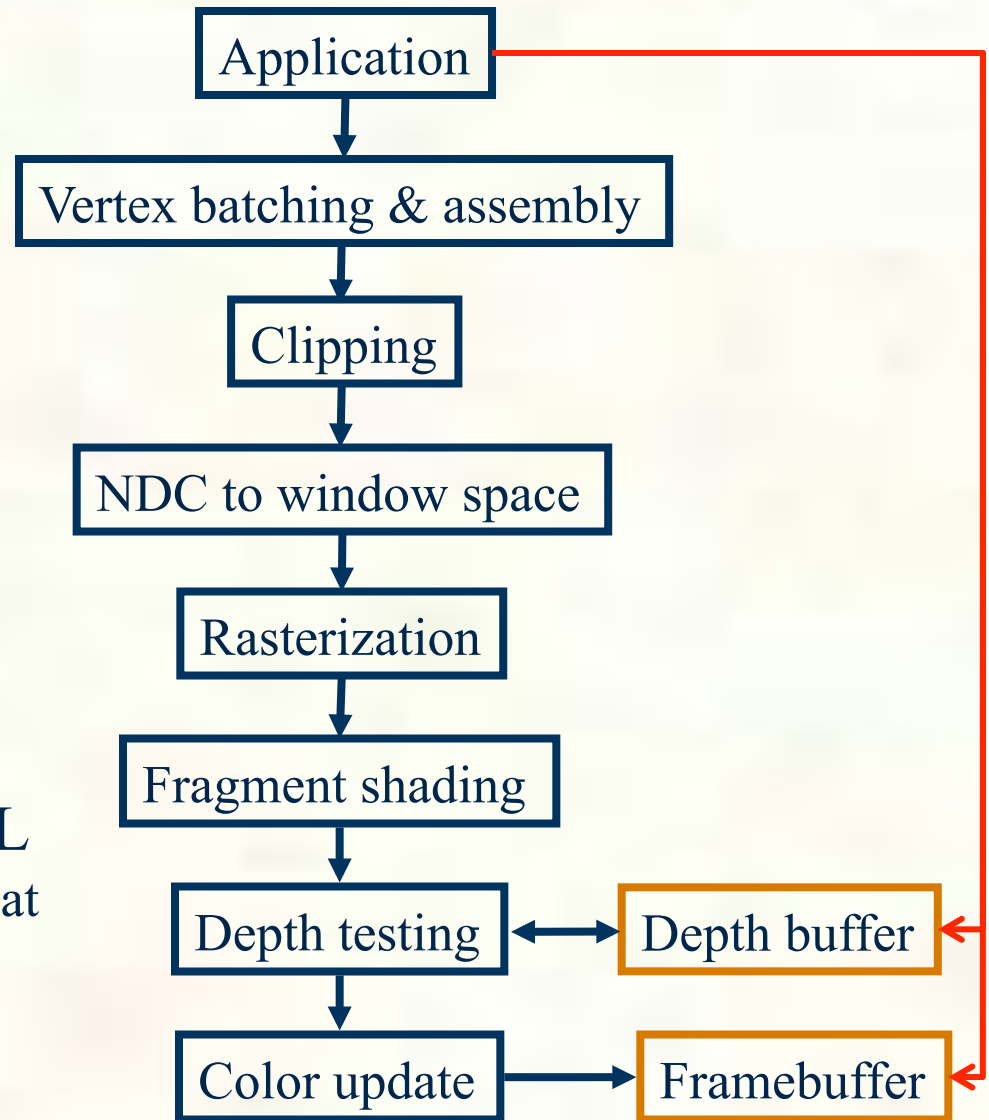 Application
Vertex batching & assembly
Clipping
NDC to window space
Rasterization
Fragment shading
L
at
Depth testing
Depth buffer
Color update
Framebuffer